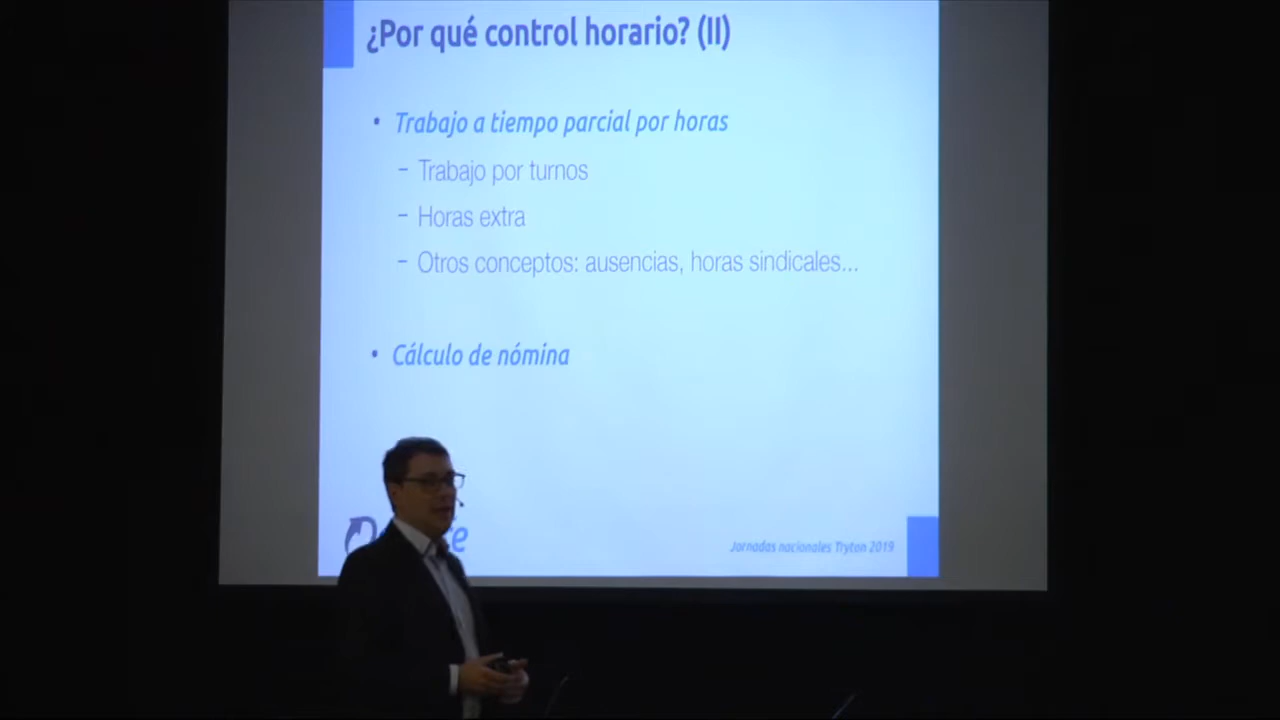 ¿Por qué control horario? (II)
• Trabajo a tiempo parcial por horas
– Trabajo por turnos
– Horas extra
– Otros conceptos: ausencias, horas sindicales...
• Cálculo de nómina
Jornadas nacionales Tryton 2019